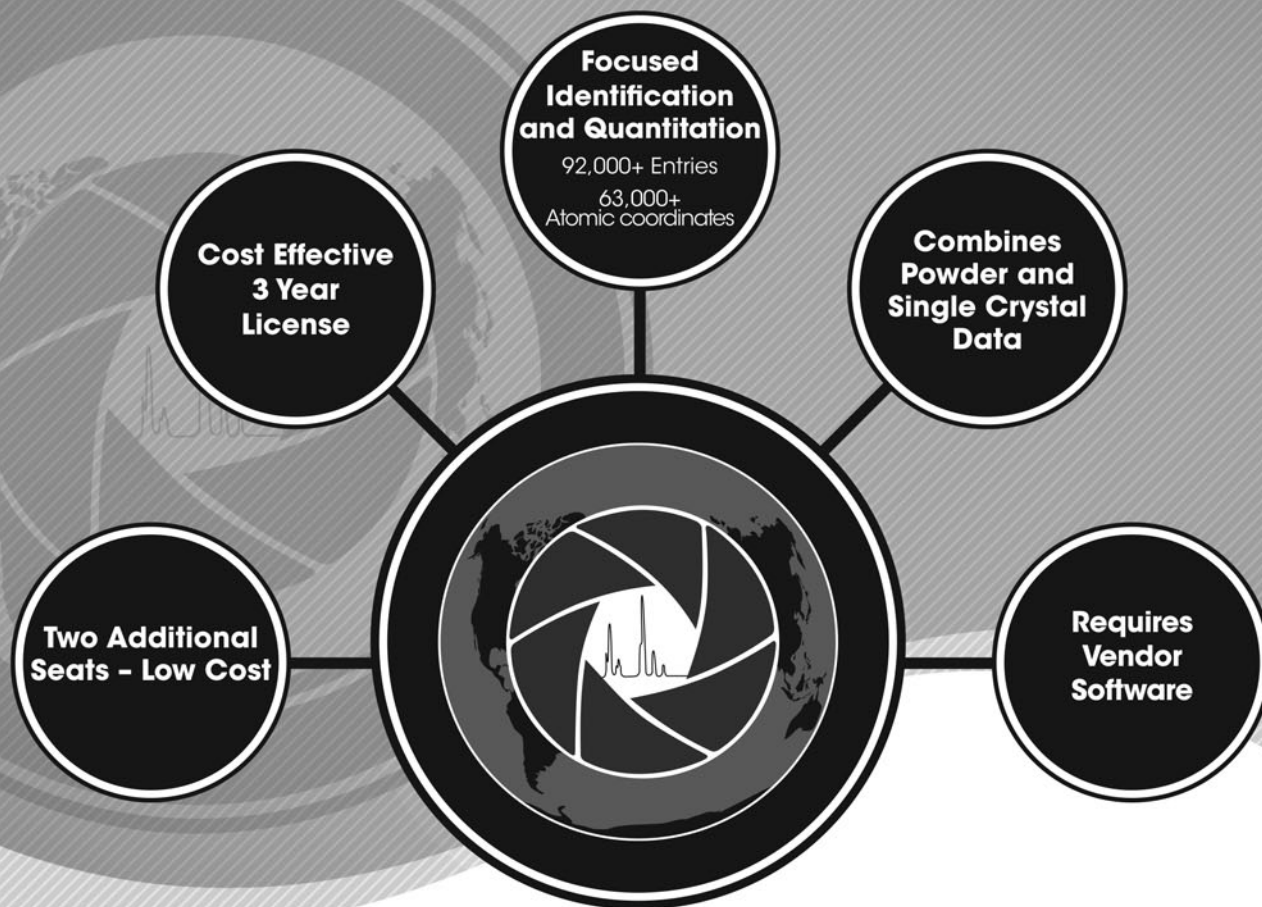 Focused
Identification
and Quantitation
92,000+ Entries
63,000+
Atomic coordinates
Cost Effective
3 Year
License
Combines
Powder and
Single Crystal
Data
Two Additional
Seats – Low Cost
Requires
Vendor
Software